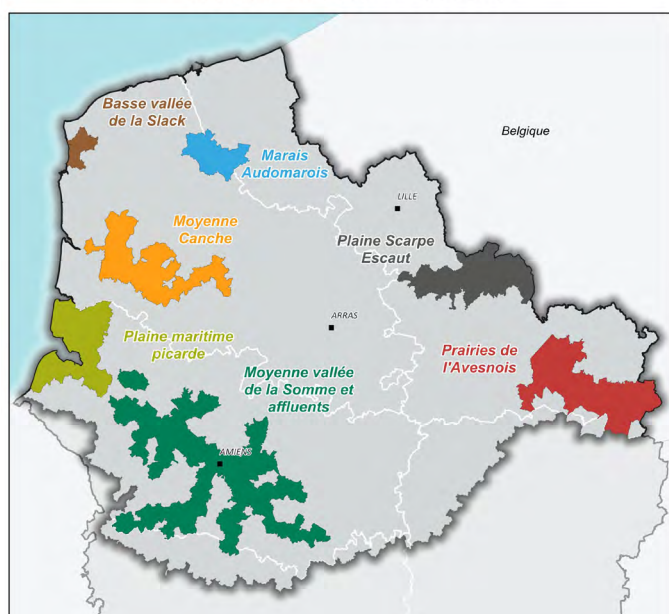 Basse vallée
de la Slack
Belgique
Marais
Audomarois
LILLE
Moyenne
Canche
Plaine Scarpe
Escaut
ARRAS
Plaine maritime
picarde
Prairies de
l'Avesnois
Moyenne vallée
de la Somme et
affluents
AMIENS